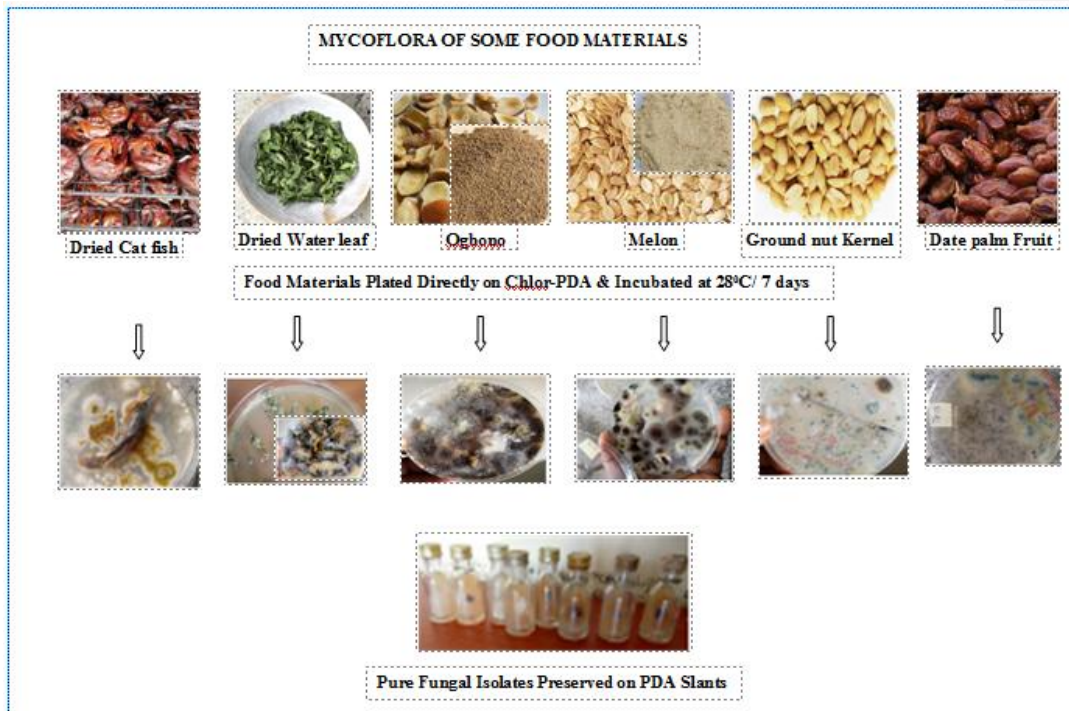 MYCOFLORA OF SOME FOOD MATERIALS
Dried Cat fish
Dried Water leaf
Ogbono
Melon
Ground nut Kernel
Date palm Fruit
Food Materials Plated Directly on Chlor-PDA & Incubated at 28⁰C/ 7 days
Pure Fungal Isolates Preserved on PDA Slants